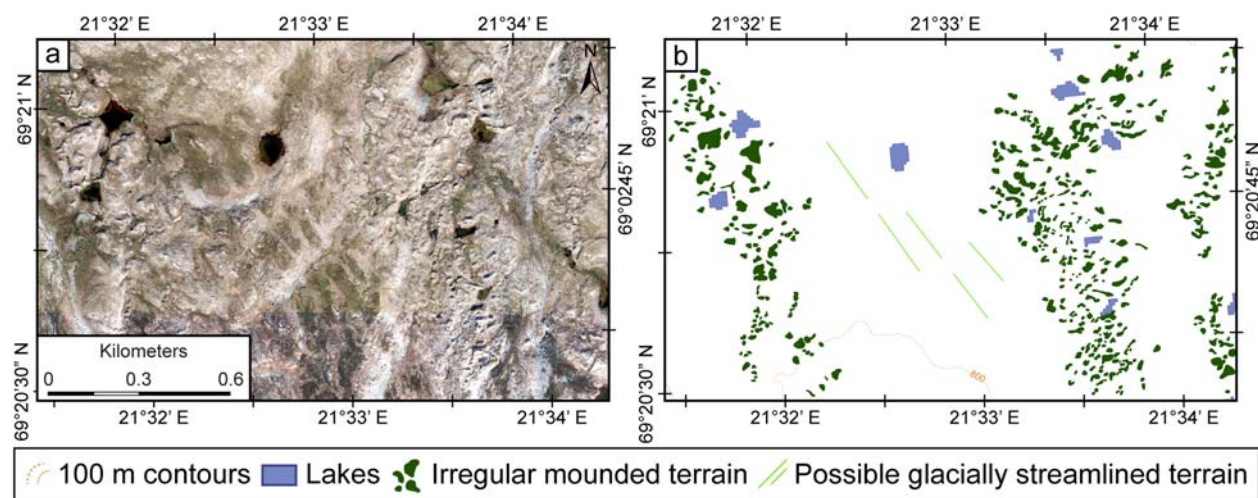 21°32' E 21°33' E 21°34' E
21°32' E 21°33' E 21°34' E
a
N
b
69°21' N
69°02'45' N
69°20'30" N
69°21' N
69°20'45" N
69°20'30" N
Kilometers
0 0.3 0.6
800
21°32' E 21°33' E 21°34' E
21°32' E 21°33' E 21°34' E
100 m contours Lakes Irregular mounded terrain Possible glacially streamlined terrain